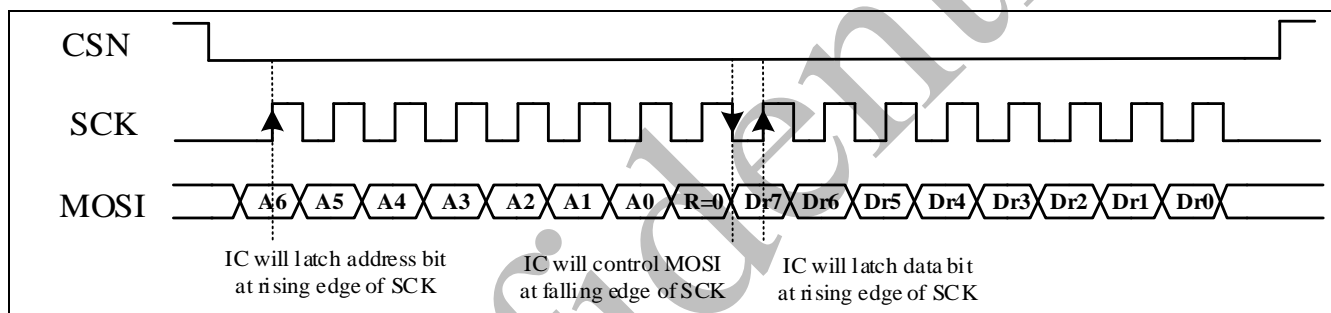 CSN
SCK
MOSI A6 A5 A4 A3 A2 A1 A0 R=0 Dr7 Dr6 Dr5 Dr4 Dr3 Dr2 Dr1 Dr0
IC will latch address bit
at rising edge of SCK
IC will control MOSI
at falling edge of SCK
IC will latch data bit
at rising edge of SCK